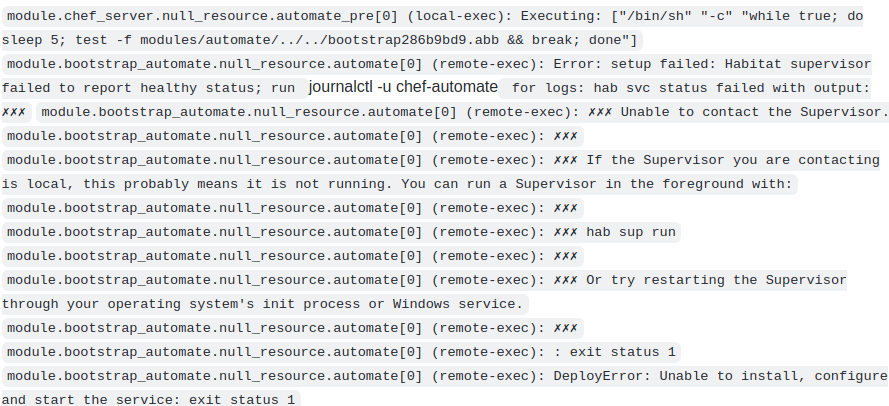 module.chef_server.null_resource.automate_pre[0] (local-exec): Executing: ["/bin/sh" "-c" "while true; do
sleep 5; test -f modules/automate/../../bootstrap286b9bd9.abb && break; done"]
module.bootstrap_automate.null_resource.automate[0] (remote-exec): Error: setup failed: Habitat supervisor
failed to report healthy status; run journalctl -u chef-automate for logs: hab svc status failed with output:
✗✗✗ module.bootstrap_automate.null_resource.automate[0] (remote-exec): ✗✗✗ Unable to contact the Supervisor.
module.bootstrap_automate.null_resource.automate[0] (remote-exec): ✗✗✗
module.bootstrap_automate.null_resource.automate[0] (remote-exec): ✗✗✗ If the Supervisor you are contacting
is local, this probably means it is not running. You can run a Supervisor in the foreground with:
module.bootstrap_automate.null_resource.automate[0] (remote-exec): ✗✗✗
module.bootstrap_automate.null_resource.automate[0] (remote-exec): ✗✗✗ hab sup run
module.bootstrap_automate.null_resource.automate[0] (remote-exec): ✗✗✗
module.bootstrap_automate.null_resource.automate[0] (remote-exec): ✗✗✗ Or try restarting the Supervisor
through your operating system's init process or Windows service.
module.bootstrap_automate.null_resource.automate[0] (remote-exec): ✗✗✗
module.bootstrap_automate.null_resource.automate[0] (remote-exec): : exit status 1
module.bootstrap_automate.null_resource.automate[0] (remote-exec): DeployError: Unable to install, configure
and start the service: exit status 1